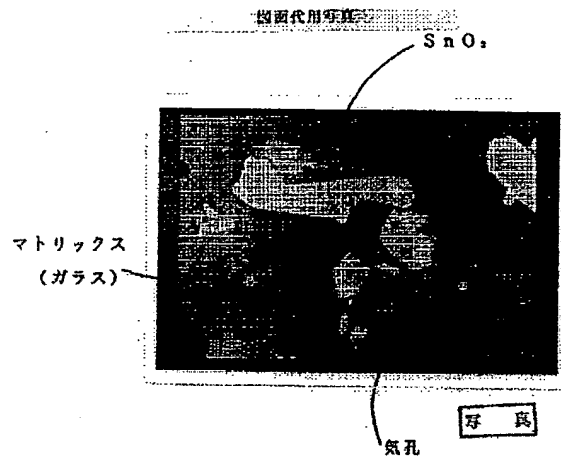 図面代用写真
SnO₂
マトリックス
(ガラス)
写 真
気孔